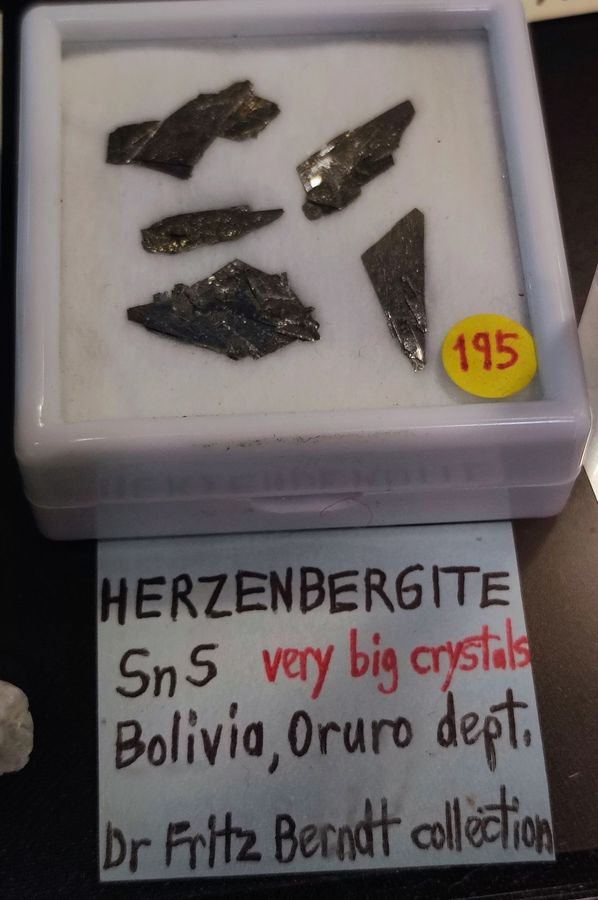 195
HERZENBERGITE
SnS very big crystals
Bolivia, Oruro dept.
Dr Fritz Berndt collection